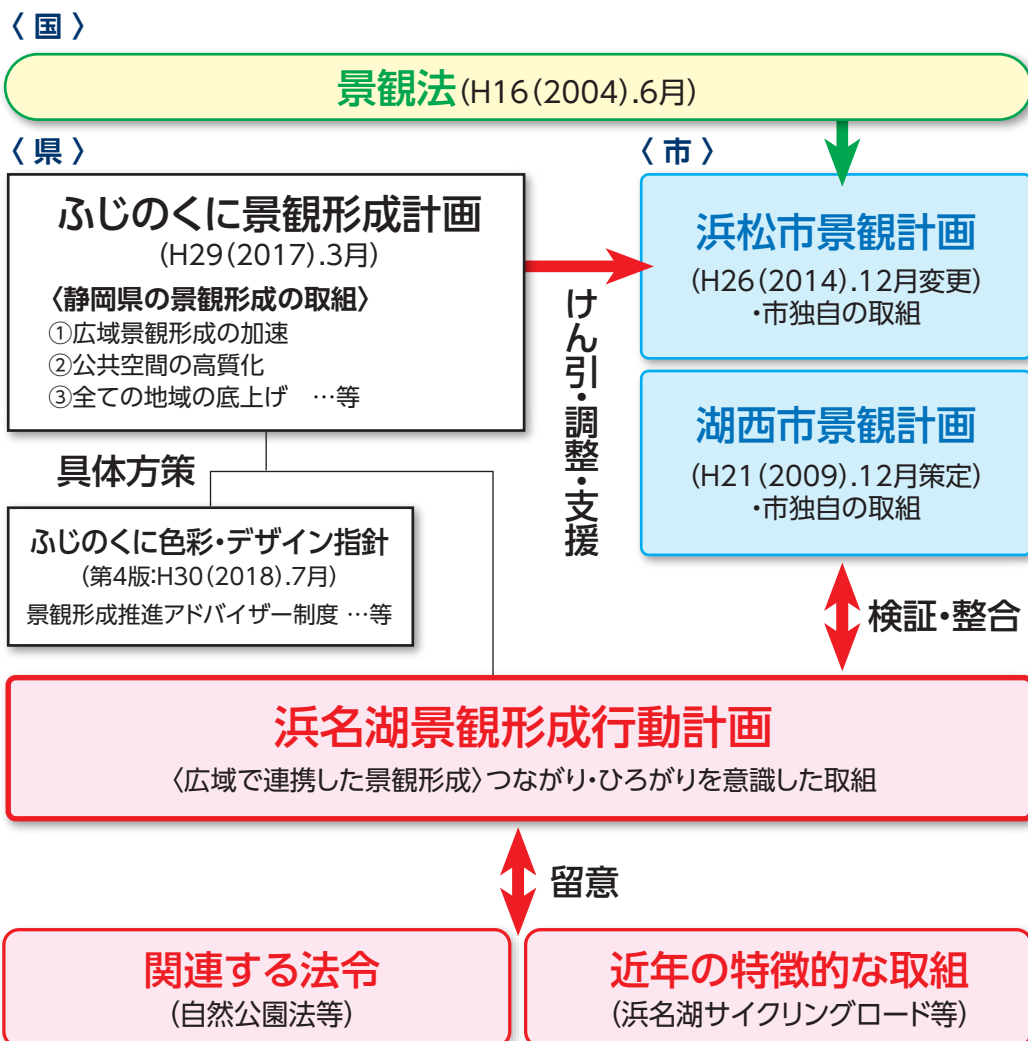 〈 国 〉
景観法(H16(2004).6月)
〈 県 〉
ふじのくに景観形成計画
(H29(2017).3月)
〈静岡県の景観形成の取組〉
①広域景観形成の加速
②公共空間の高質化
③全ての地域の底上げ …等
けん引・調整・支援
〈 市 〉
浜松市景観計画
(H26(2014).12月変更)
・市独自の取組
湖西市景観計画
(H21(2009).12月策定)
・市独自の取組
具体方策
ふじのくに色彩・デザイン指針
(第4版:H30(2018).7月)
景観形成推進アドバイザー制度 …等
検証・整合
浜名湖景観形成行動計画
〈広域で連携した景観形成〉つながり・ひろがりを意識した取組
留意
関連する法令
(自然公園法等)
近年の特徴的な取組
(浜名湖サイクリングロード等)